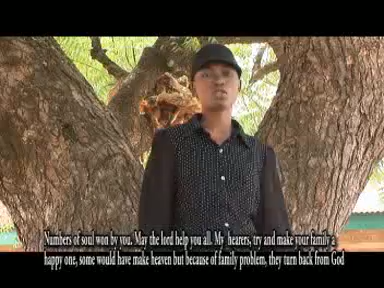 Numbers of soul won by you. May the lord help you all. My hearers, try and make your family a
happy one, some would have make heaven but because of family problem, they turn back from God